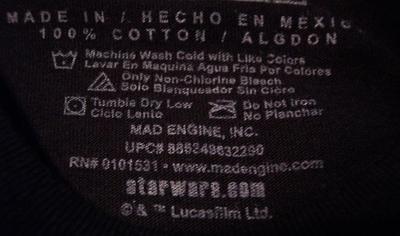 MADE IN / HECHO EN MEXICO
100% COTTON / ALGDON
Machine Wash Cold with Like Colors
Lavar En Maquina Agua Fria Por Colores
Only Non-Chlorine Bleach
Solo Blanqueador Sin Cloro
Tumble Dry Low Do Not Iron
Ciclo Lento No Planchar
MAD ENGINE, INC.
UPC# 885249632290
RN# 0101531 • www.madengine.com
starwars.com
® & ™ Lucasfilm Ltd.